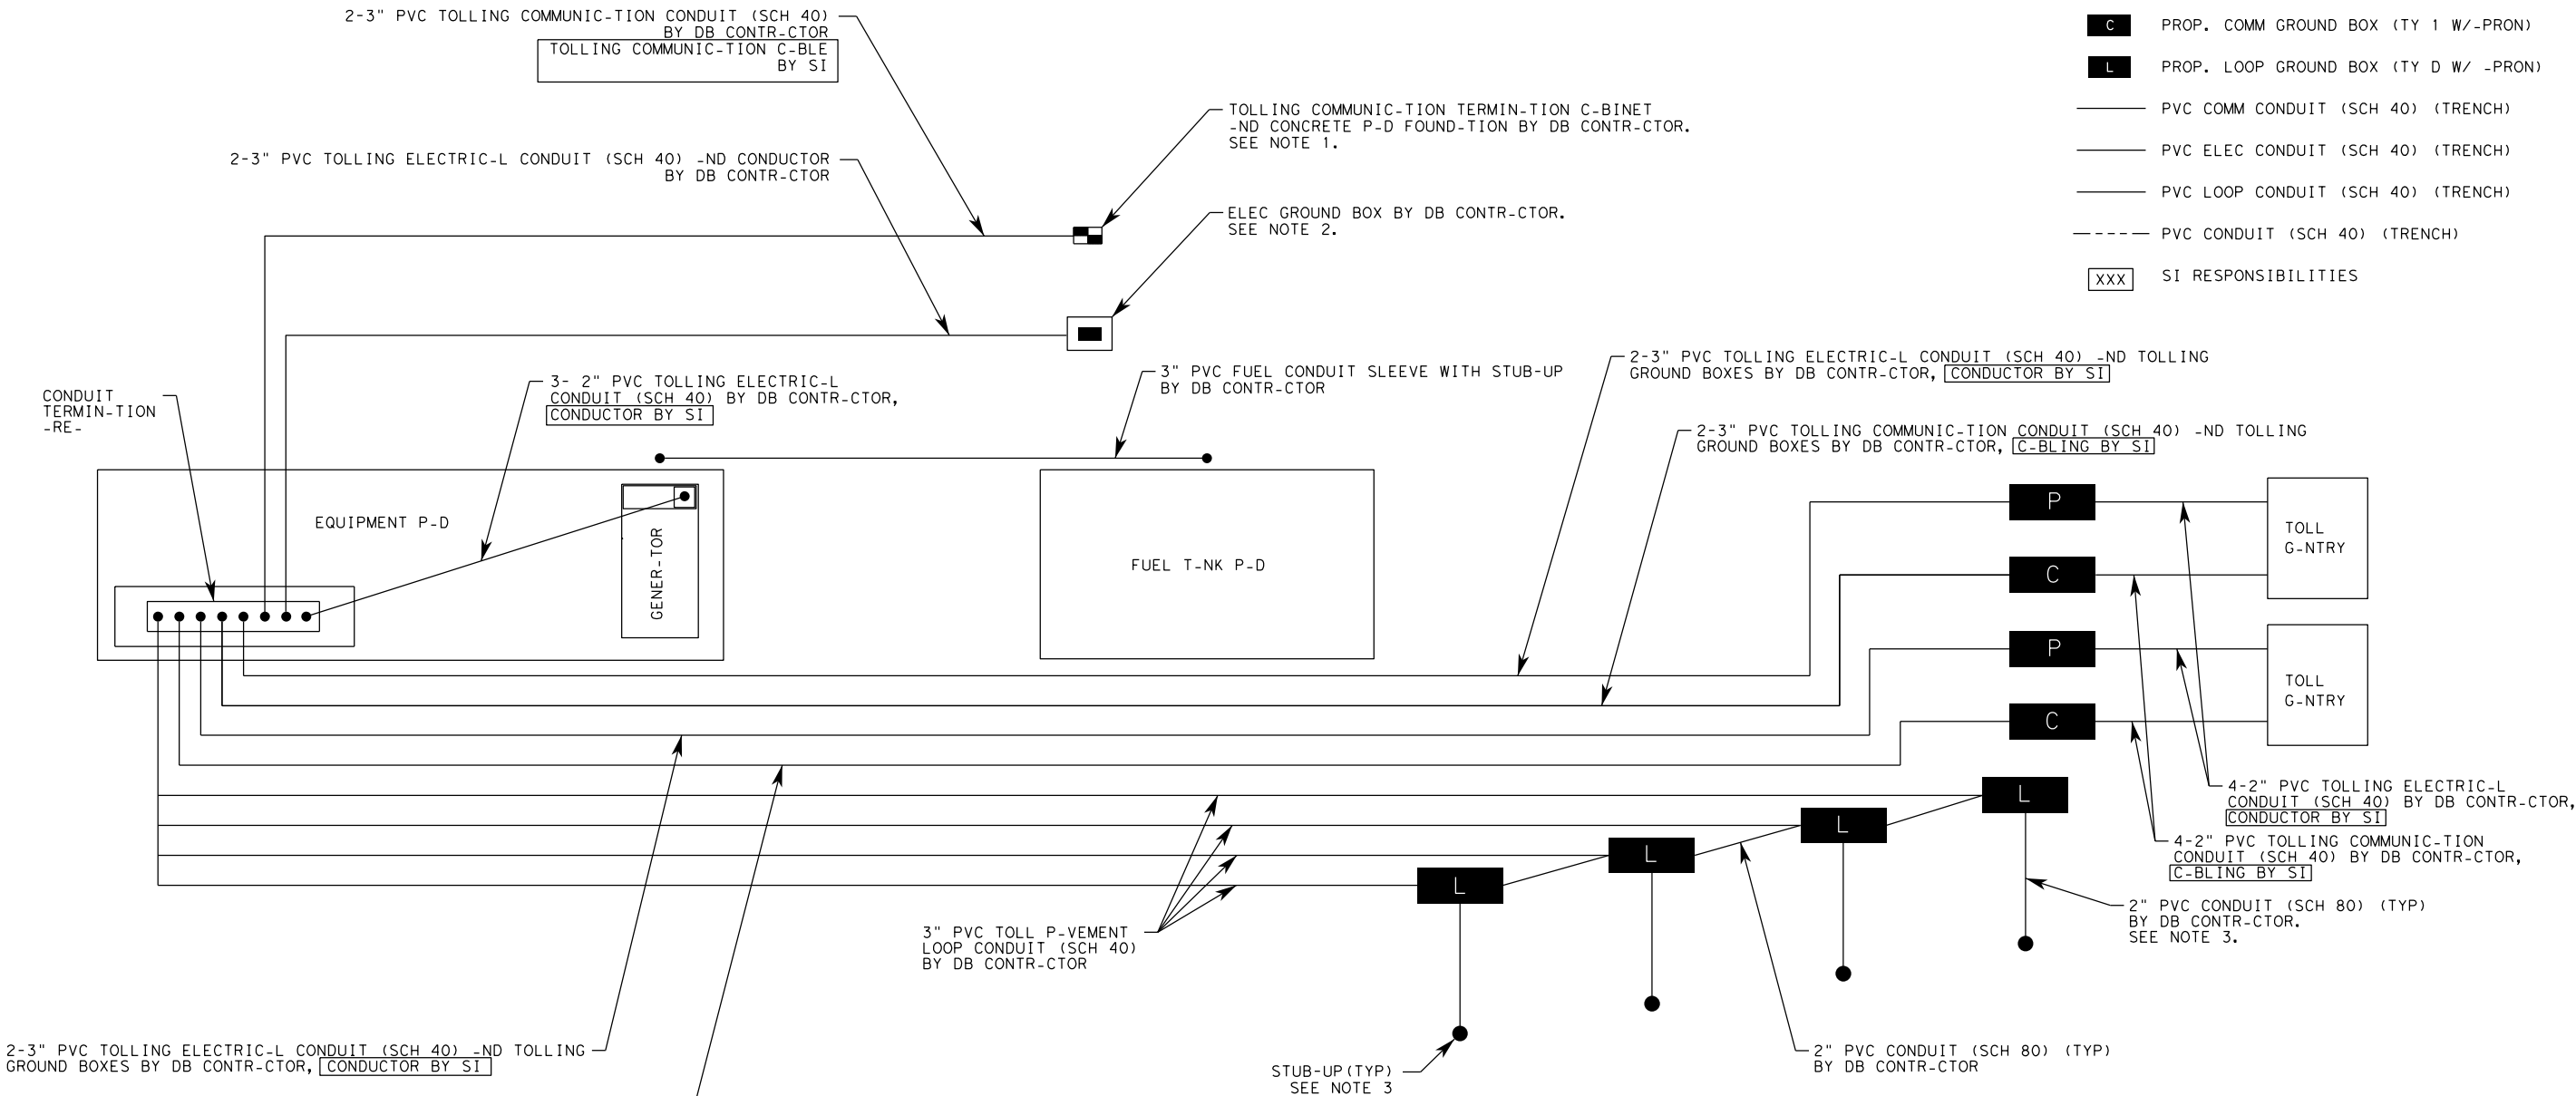 2-3" PVC TOLLING COMMUNIC-TION CONDUIT (SCH 40)
BY DB CONTR-CTOR
TOLLING COMMUNIC-TION C-BLE
BY SI
2-3" PVC TOLLING ELECTRIC-L CONDUIT (SCH 40) -ND CONDUCTOR
BY DB CONTR-CTOR
TOLLING COMMUNIC-TION TERMIN-TION C-BINET
-ND CONCRETE P-D FOUND-TION BY DB CONTR-CTOR.
SEE NOTE 1.
ELEC GROUND BOX BY DB CONTR-CTOR.
SEE NOTE 2.
C PROP. COMM GROUND BOX (TY 1 W/-PRON)
L PROP. LOOP GROUND BOX (TY D W/ -PRON)
PVC COMM CONDUIT (SCH 40) (TRENCH)
PVC ELEC CONDUIT (SCH 40) (TRENCH)
PVC LOOP CONDUIT (SCH 40) (TRENCH)
PVC CONDUIT (SCH 40) (TRENCH)
XXX SI RESPONSIBILITIES
CONDUIT
TERMIN-TION
-RE-
3- 2" PVC TOLLING ELECTRIC-L
CONDUIT (SCH 40) BY DB CONTR-CTOR,
CONDUCTOR BY SI
3" PVC FUEL CONDUIT SLEEVE WITH STUB-UP
BY DB CONTR-CTOR
2-3" PVC TOLLING ELECTRIC-L CONDUIT (SCH 40) -ND TOLLING
GROUND BOXES BY DB CONTR-CTOR, CONDUCTOR BY SI
2-3" PVC TOLLING COMMUNIC-TION CONDUIT (SCH 40) -ND TOLLING
GROUND BOXES BY DB CONTR-CTOR, C-BLING BY SI
EQUIPMENT P-D
GENER-TOR
FUEL T-NK P-D
P
C
TOLL
G-NTRY
P
C
TOLL
G-NTRY
L
L
L
L
4-2" PVC TOLLING ELECTRIC-L
CONDUIT (SCH 40) BY DB CONTR-CTOR,
CONDUCTOR BY SI
4-2" PVC TOLLING COMMUNIC-TION
CONDUIT (SCH 40) BY DB CONTR-CTOR,
C-BLING BY SI
2" PVC CONDUIT (SCH 80) (TYP)
BY DB CONTR-CTOR.
SEE NOTE 3.
3" PVC TOLL P-VEMENT
LOOP CONDUIT (SCH 40)
BY DB CONTR-CTOR
2-3" PVC TOLLING ELECTRIC-L CONDUIT (SCH 40) -ND TOLLING
GROUND BOXES BY DB CONTR-CTOR, CONDUCTOR BY SI
STUB-UP(TYP)
SEE NOTE 3
2" PVC CONDUIT (SCH 80) (TYP)
BY DB CONTR-CTOR